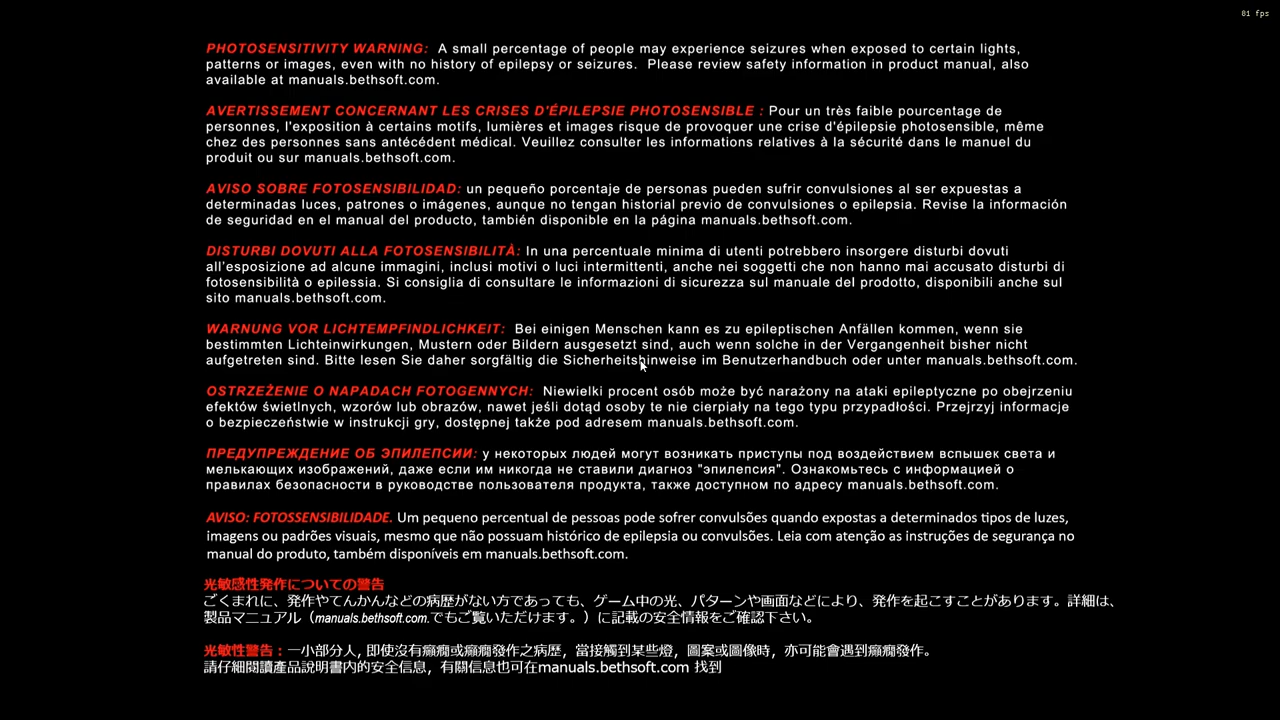 81 fps
PHOTOSENSITIVITY WARNING: A small percentage of people may experience seizures when exposed to certain lights,
patterns or images, even with no history of epilepsy or seizures. Please review safety information in product manual, also
available at manuals.bethsoft.com.
AVERTISSEMENT CONCERNANT LES CRISES D'ÉPILEPSIE PHOTOSENSIBLE : Pour un très faible pourcentage de
personnes, l'exposition à certains motifs, lumières et images risque de provoquer une crise d'épilepsie photosensible, même
chez des personnes sans antécédent médical. Veuillez consulter les informations relatives à la sécurité dans le manuel du
produit ou sur manuals.bethsoft.com.
AVISO SOBRE FOTOSENSIBILIDAD: un pequeño porcentaje de personas pueden sufrir convulsiones al ser expuestas a
determinadas luces, patrones o imágenes, aunque no tengan historial previo de convulsiones o epilepsia. Revise la información
de seguridad en el manual del producto, también disponible en la página manuals.bethsoft.com.
DISTURBI DOVUTI ALLA FOTOSENSIBILITÀ: In una percentuale minima di utenti potrebbero insorgere disturbi dovuti
all'esposizione ad alcune immagini, inclusi motivi o luci intermittenti, anche nei soggetti che non hanno mai accusato disturbi di
fotosensibilità o epilessia. Si consiglia di consultare le informazioni di sicurezza sul manuale del prodotto, disponibili anche sul
sito manuals.bethsoft.com.
WARNUNG VOR LICHTEMPFINDLICHKEIT: Bei einigen Menschen kann es zu epileptischen Anfällen kommen, wenn sie
bestimmten Lichteinwirkungen, Mustern oder Bildern ausgesetzt sind, auch wenn solche in der Vergangenheit bisher nicht
aufgetreten sind. Bitte lesen Sie daher sorgfältig die Sicherheitshinweise im Benutzerhandbuch oder unter manuals.bethsoft.com.
OSTRZEŻENIE O NAPADACH FOTOGENNYCH: Niewielki procent osób może być narażony na ataki epileptyczne po obejrzeniu
efektów świetlnych, wzorów lub obrazów, nawet jeśli dotąd osoby te nie cierpiały na tego typu przypadłości. Przejrzyj informacje
o bezpieczeństwie w instrukcji gry, dostępnej także pod adresem manuals.bethsoft.com.
ПРЕДУПРЕЖДЕНИЕ ОБ ЭПИЛЕПСИИ: у некоторых людей могут возникать приступы под воздействием вспышек света и
мелькающих изображений, даже если им никогда не ставили диагноз "эпилепсия". Ознакомьтесь с информацией о
правилах безопасности в руководстве пользователя продукта, также доступном по адресу manuals.bethsoft.com.
AVISO: FOTOSSENSIBILIDADE. Um pequeno percentual de pessoas pode sofrer convulsões quando expostas a determinados tipos de luzes,
imagens ou padrões visuais, mesmo que não possuam histórico de epilepsia ou convulsões. Leia com atenção as instruções de segurança no
manual do produto, também disponíveis em manuals.bethsoft.com.
光敏感性発作についての警告
ごくまれに、発作やてんかんなどの病歴がない方であっても、ゲーム中の光、パターンや画面などにより、発作を起こすことがあります。詳細は、
製品マニュアル（manuals.bethsoft.com.でもご覧いただけます。）に記載の安全情報をご確認下さい。
光敏性警告：一小部分人, 即使沒有癲癇或癲癇發作之病歷，當接觸到某些燈，圖案或圖像時，亦可能會遇到癲癇發作。
請仔細閱讀產品說明書内的安全信息，有關信息也可在manuals.bethsoft.com 找到